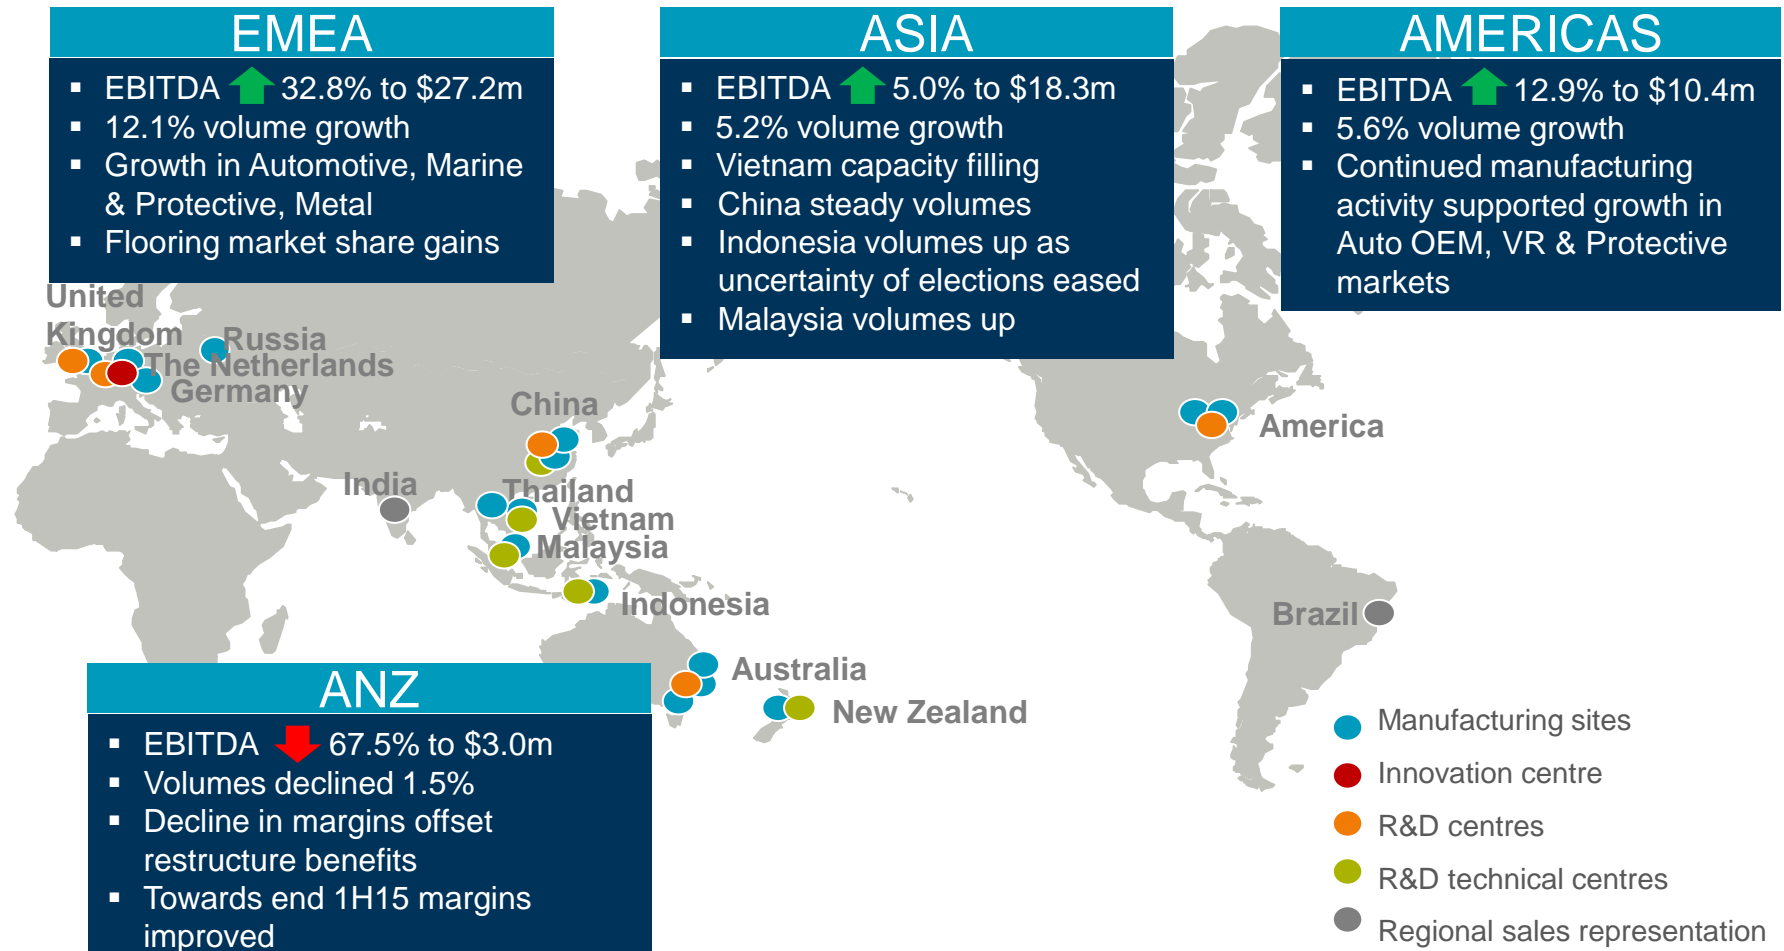 EMEA
▪ EBITDA 32.8% to $27.2m
▪ 12.1% volume growth
▪ Growth in Automotive, Marine
& Protective, Metal
▪ Flooring market share gains
ASIA
▪ EBITDA 5.0% to $18.3m
▪ 5.2% volume growth
▪ Vietnam capacity filling
▪ China steady volumes
▪ Indonesia volumes up as
uncertainty of elections eased
▪ Malaysia volumes up
AMERICAS
▪ EBITDA 12.9% to $10.4m
▪ 5.6% volume growth
▪ Continued manufacturing
activity supported growth in
Auto OEM, VR & Protective
markets
United
Kingdom
Russia
The Netherlands
Germany
China
India
Thailand
Vietnam
Malaysia
Indonesia
America
Brazil
Australia
New Zealand
ANZ
▪ EBITDA 67.5% to $3.0m
▪ Volumes declined 1.5%
▪ Decline in margins offset
restructure benefits
▪ Towards end 1H15 margins
improved
Manufacturing sites
Innovation centre
R&D centres
R&D technical centres
Regional sales representation